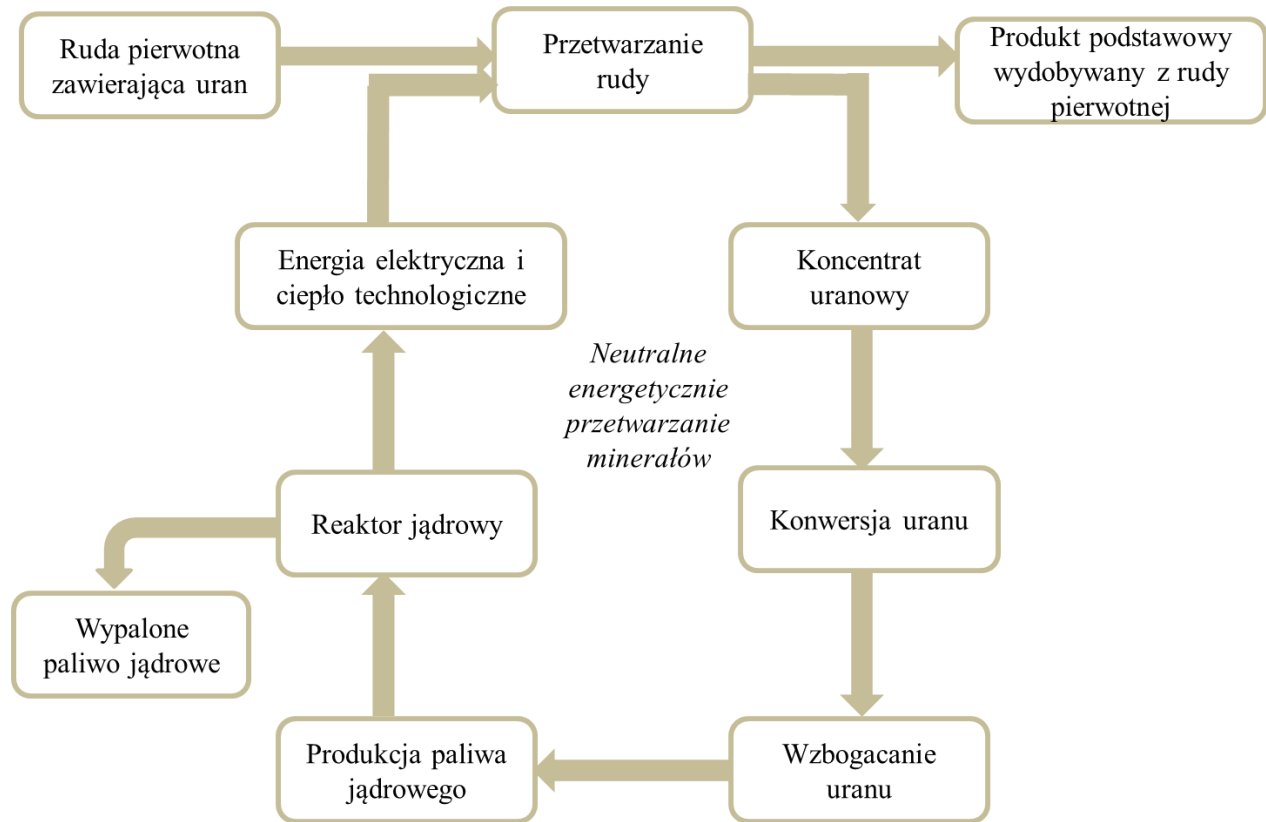 Ruda pierwotna
zawierająca uran
Przetwarzanie
rudy
Produkt podstawowy
wydobywany z rudy
pierwotnej
Energia elektryczna i
ciepło technologiczne
Koncentrat
uranowy
Neutralne
energetycznie
przetwarzanie
minerałów
Reaktor jądrowy
Konwersja uranu
Wypalone
paliwo jądrowe
Produkcja paliwa
jądrowego
Wzbogacanie
uranu